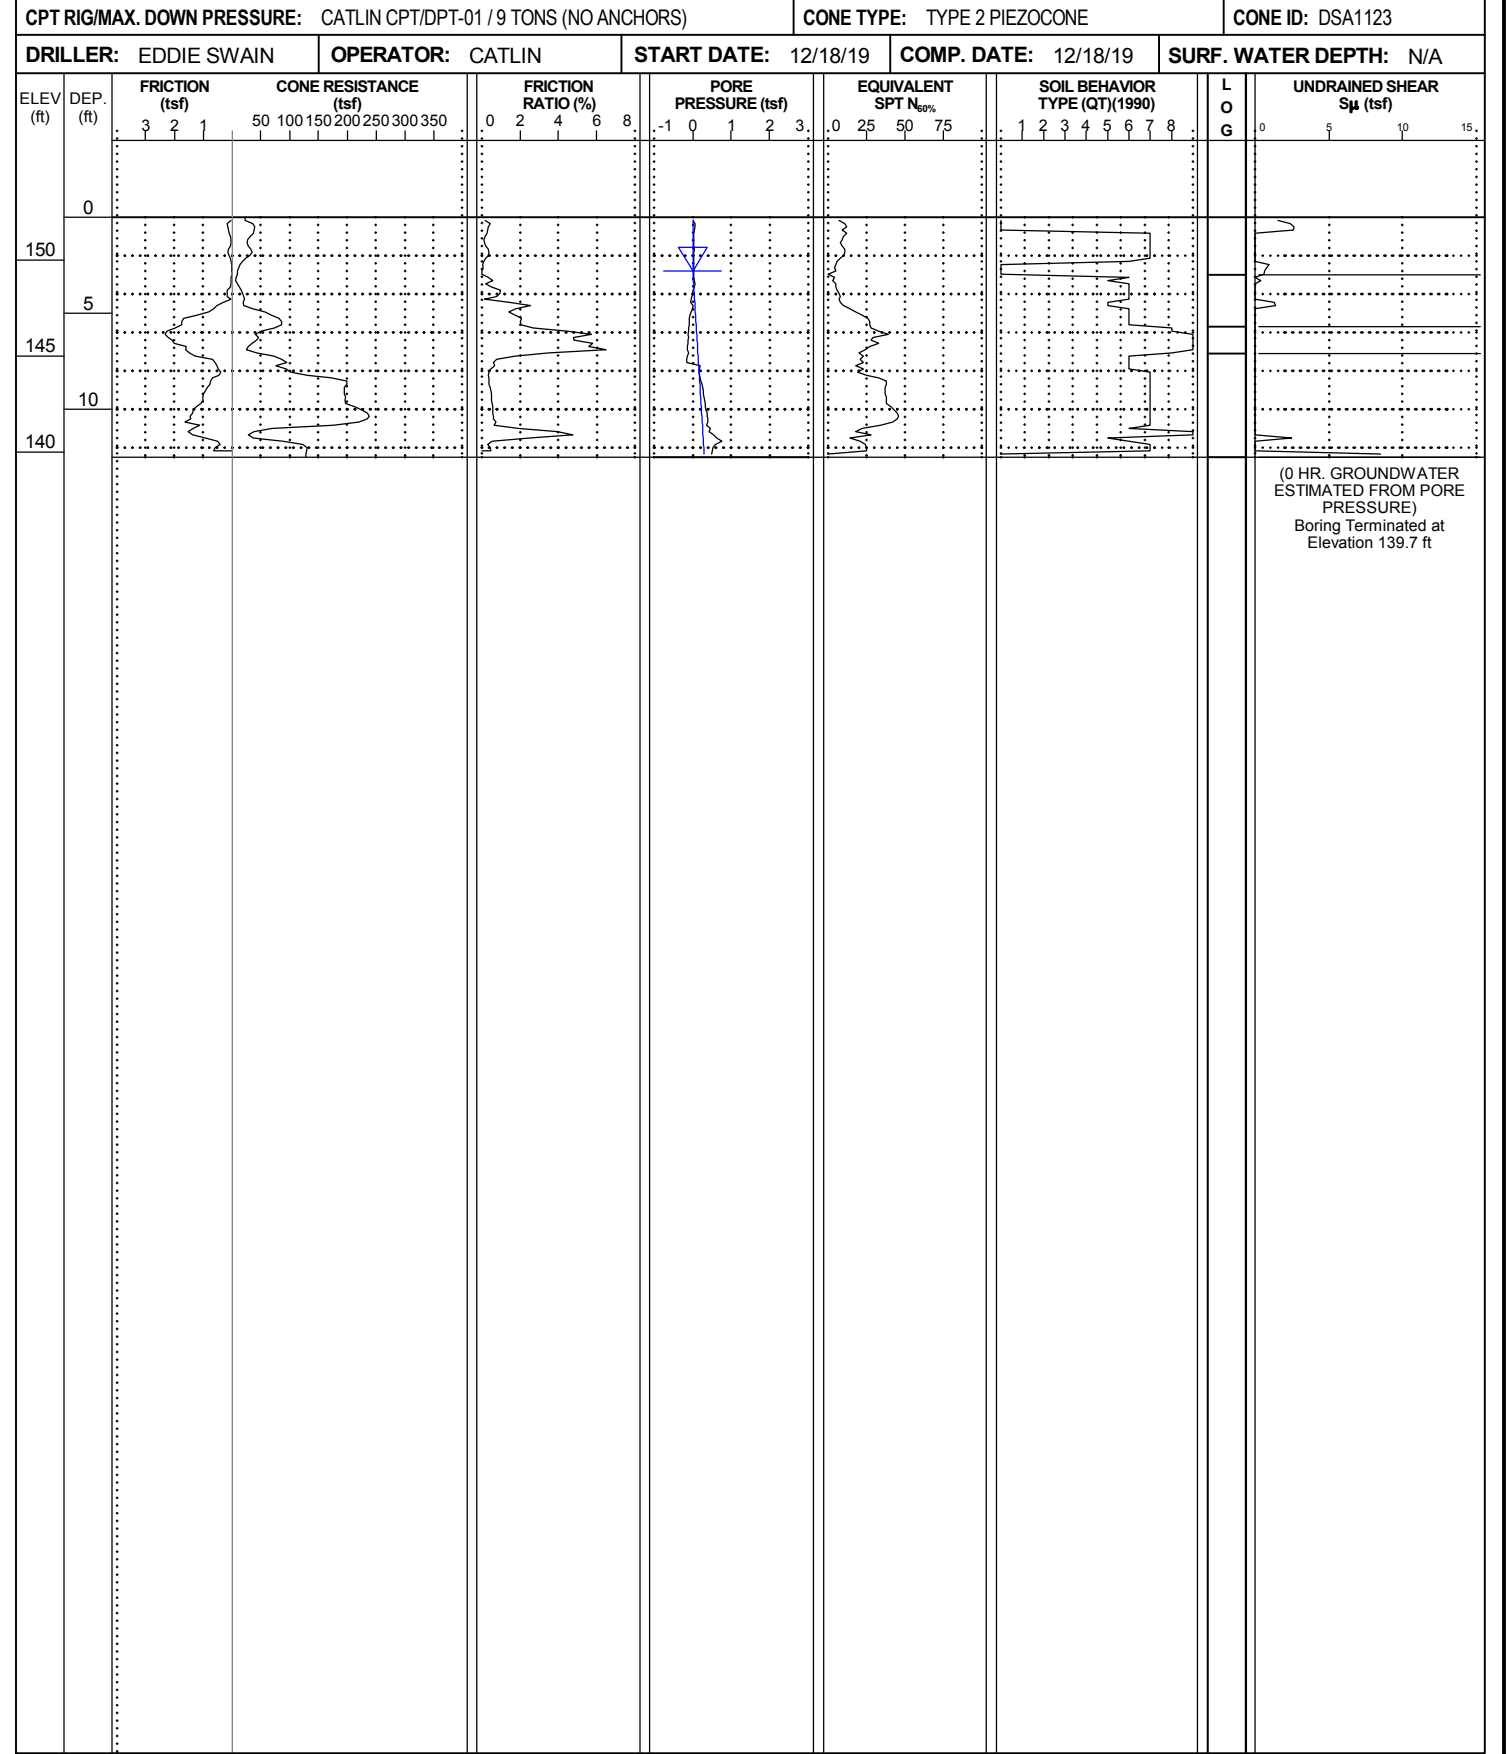 CPT RIG/MAX. DOWN PRESSURE: CATLIN CPT/DPT-01 / 9 TONS (NO ANCHORS) CONE TYPE: TYPE 2 PIEZOCONE CONE ID: DSA1123
DRILLER: EDDIE SWAIN OPERATOR: CATLIN START DATE: 12/18/19 COMP. DATE: 12/18/19 SURF. WATER DEPTH: N/A
ELEV (ft)
DEP. (ft)
FRICTION
(tsf)
3 2 1
CONE RESISTANCE
(tsf)
50 100 150 200 250 300 350
FRICTION
RATIO (%)
0 2 4 6 8
PORE
PRESSURE (tsf)
-1 0 1 2 3
EQUIVALENT
SPT N60%
0 25 50 75
SOIL BEHAVIOR
TYPE (QT)(1990)
1 2 3 4 5 6 7 8
L
O
G
UNDRAINED SHEAR
Sµ (tsf)
0 5 10 15
0
150
5
145
10
140
(0 HR. GROUNDWATER
ESTIMATED FROM PORE
PRESSURE)
Boring Terminated at
Elevation 139.7 ft